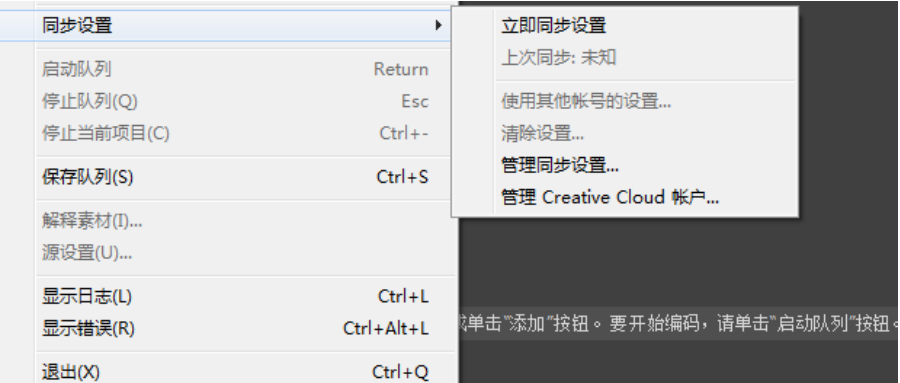 同步设置
立即同步设置
上次同步: 未知
使用其他帐号的设置...
清除设置...
管理同步设置...
管理 Creative Cloud 帐户...
启动队列 Return
停止队列(Q) Esc
停止当前项目(C) Ctrl+-
保存队列(S) Ctrl+S
解释素材(I)...
源设置(U)...
显示日志(L) Ctrl+L
显示错误(R) Ctrl+Alt+L
退出(X) Ctrl+Q
单击"添加"按钮。要开始编码，请单击"启动队列"按钮。